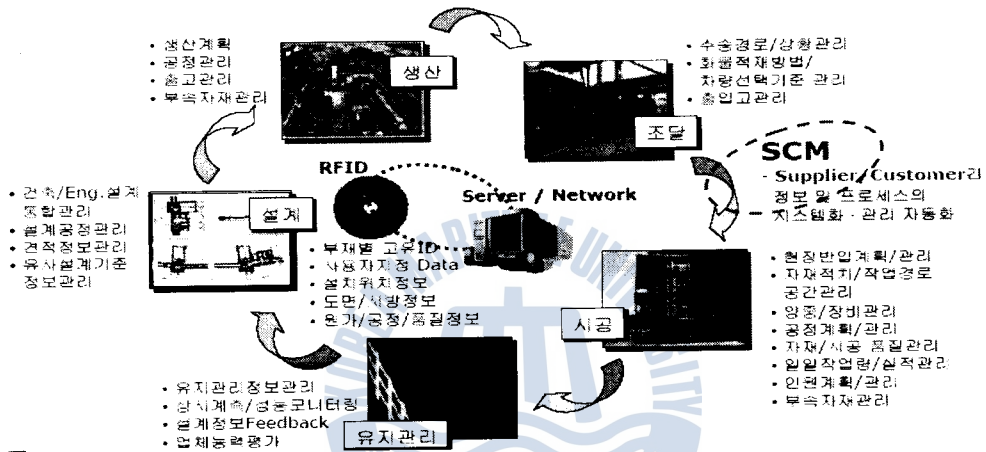 · 생산계획
· 공정관리
· 출고관리
· 부속자재관리
생산
· 수송경로/상황관리
· 화물적재방법/
차량선택기준 관리
· 출입고관리
조달
SCM
- Supplier/Customer간
정보 및 프로세스의
시스템화 · 관리 자동화
RFID
Server / Network
· 건축/Eng.설계
통합관리
· 설계공정관리
· 견적정보관리
· 유사설계기준
정보관리
설계
· 부재별 고유ID
· 사용자지정 Data
· 설치위치정보
· 도면/시방정보
· 원가/공정/품질정보
시공
· 현장반입계획/관리
· 자재적치/작업경로
공간관리
· 양중/장비관리
· 공정계획/관리
· 자재/시공 품질관리
· 일일작업량/실적관리
· 인원계획/관리
· 부속자재관리
· 유지관리정보관리
· 상시계측/성능모니터링
· 설계정보Feedback
· 업체능력평가
유지관리